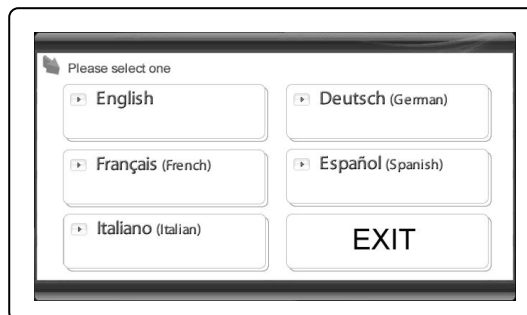 Please select one
English
Deutsch (German)
Français (French)
Español (Spanish)
Italiano (Italian)
EXIT